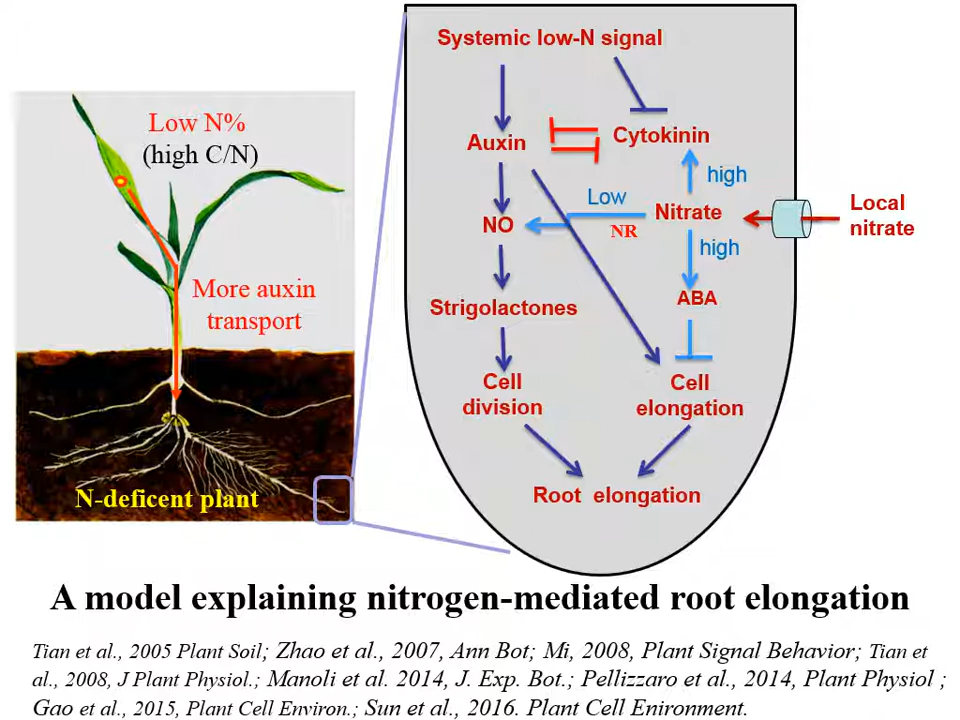 Systemic low-N signal
Low N%
(high C/N)
Auxin
Cytokinin
high
Low
Nitrate
Local
nitrate
NO
NR
high
More auxin
transport
ABA
Strigolactones
Cell
division
Cell
elongation
N-deficent plant
Root elongation
A model explaining nitrogen-mediated root elongation
Tian et al., 2005 Plant Soil; Zhao et al., 2007, Ann Bot; Mi, 2008, Plant Signal Behavior; Tian et
al., 2008, J Plant Physiol.; Manoli et al. 2014, J. Exp. Bot.; Pellizzaro et al., 2014, Plant Physiol ;
Gao et al., 2015, Plant Cell Environ.; Sun et al., 2016. Plant Cell Enironment.